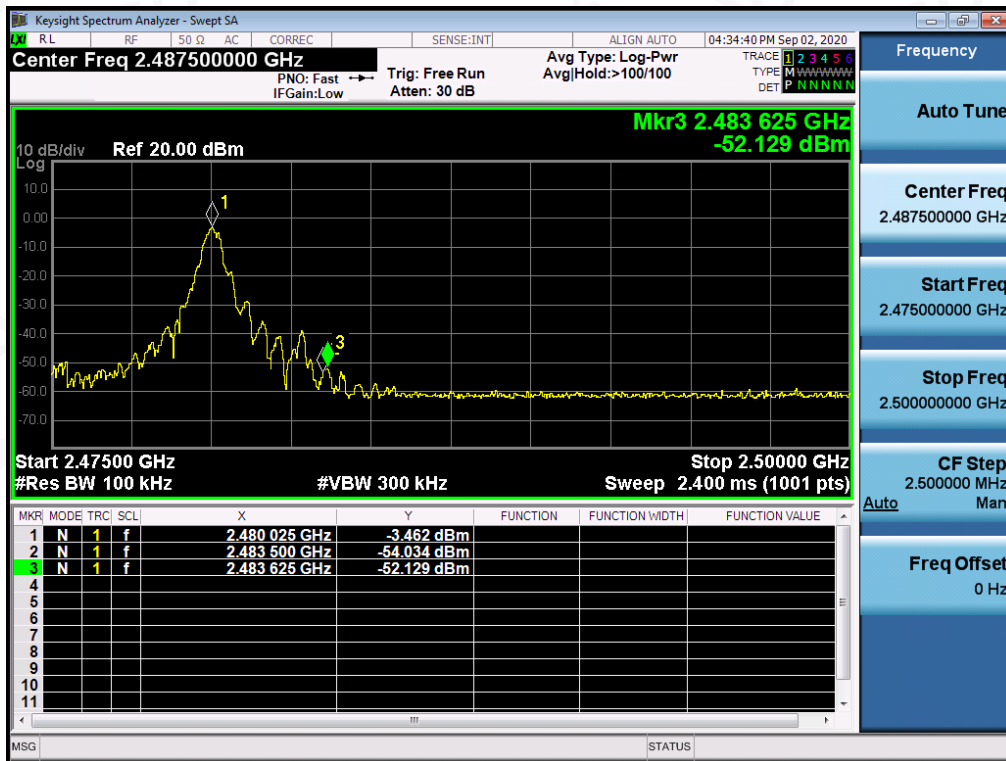 Keysight Spectrum Analyzer - Swept SA
LXI RL RF 50 Ω AC CORREC SENSE:INT ALIGN AUTO 04:34:40 PM Sep 02, 2020
Center Freq 2.487500000 GHz
PNO: Fast
IFGain:Low
Trig: Free Run
Atten: 30 dB
Avg Type: Log-Pwr
Avg|Hold:>100/100
TRACE 1 2 3 4 5 6
TYPE M W W W W W
DET P N N N N N
Mkr3 2.483 625 GHz
-52.129 dBm
10 dB/div Ref 20.00 dBm
Log
10.0
0.00
-10.0
-20.0
-30.0
-40.0
-50.0
-60.0
-70.0
1
3
Start 2.47500 GHz Stop 2.50000 GHz
#Res BW 100 kHz #VBW 300 kHz Sweep 2.400 ms (1001 pts)
MKR MODE TRC SCL X Y FUNCTION FUNCTION WIDTH FUNCTION VALUE
1 N 1 f 2.480 025 GHz -3.462 dBm
2 N 1 f 2.483 500 GHz -54.034 dBm
3 N 1 f 2.483 625 GHz -52.129 dBm
4
5
6
7
8
9
10
11
MSG STATUS
Frequency
Auto Tune
Center Freq
2.487500000 GHz
Start Freq
2.475000000 GHz
Stop Freq
2.500000000 GHz
CF Step
2.500000 MHz
Auto Man
Freq Offset
0 Hz